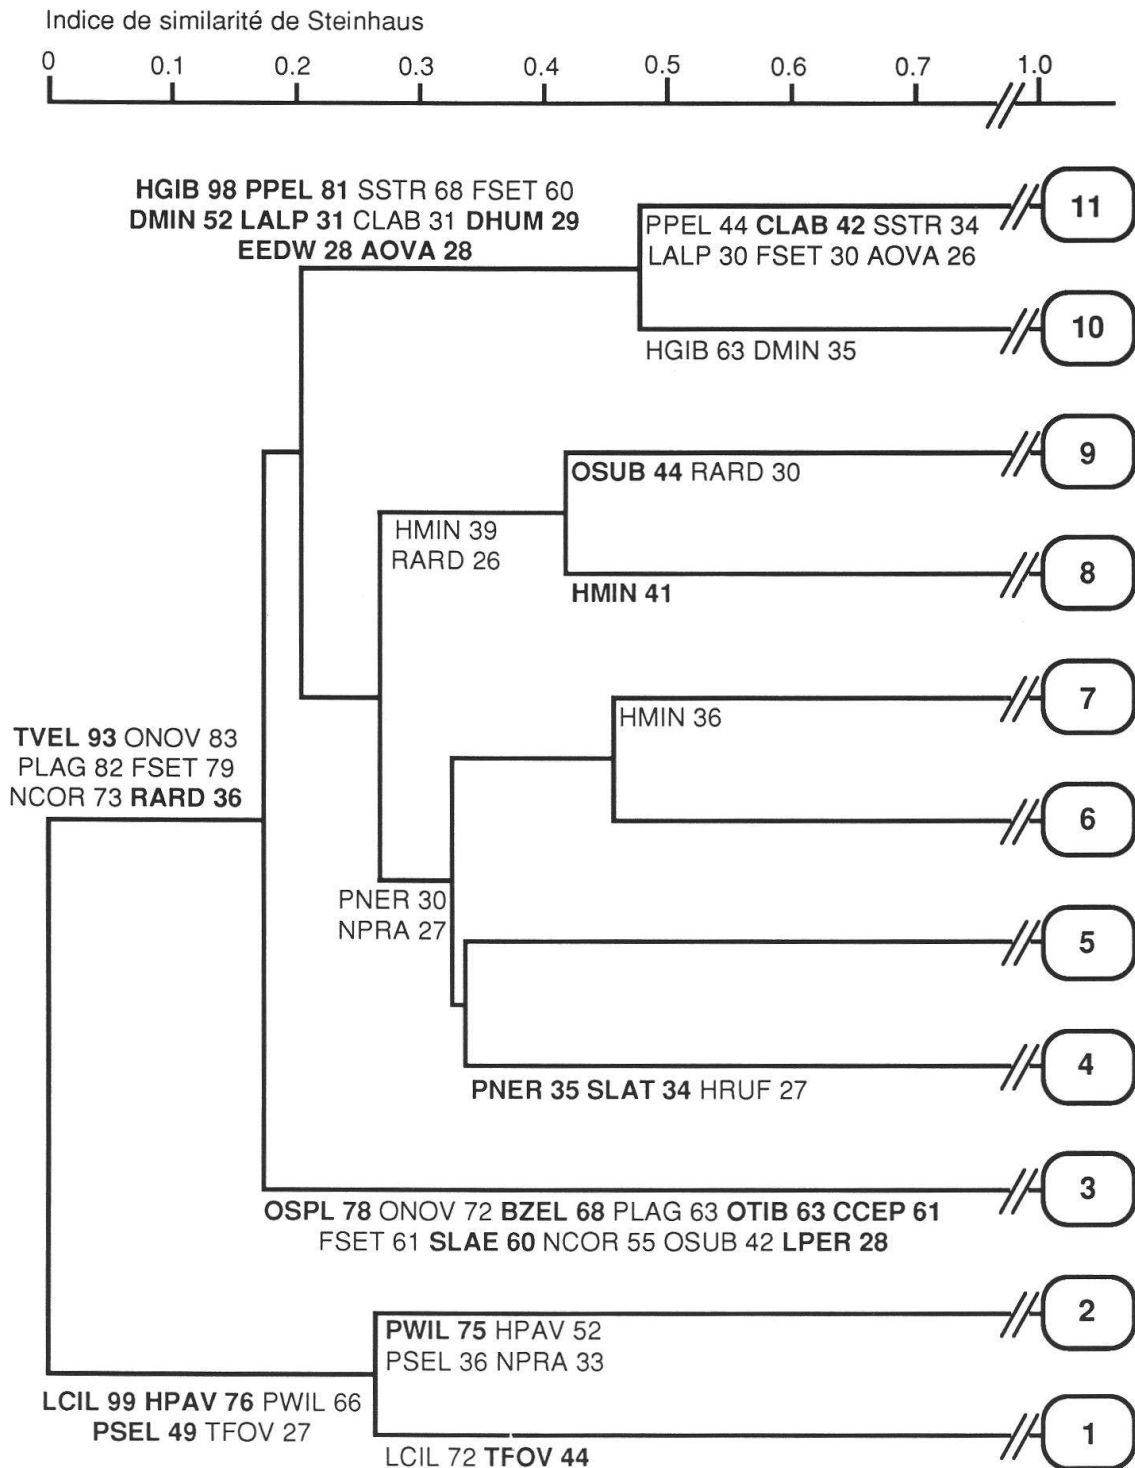 Indice de similarité de Steinhaus
0 0.1 0.2 0.3 0.4 0.5 0.6 0.7 1.0
HGIB 98 PPEL 81 SSTR 68 FSET 60
DMIN 52 LALP 31 CLAB 31 DHUM 29
EEDW 28 AOVA 28
11
PPEL 44 CLAB 42 SSTR 34
LALP 30 FSET 30 AOVA 26
10
HGIB 63 DMIN 35
9
OSUB 44 RARD 30
HMIN 39
RARD 26
8
HMIN 41
7
HMIN 36
TVEL 93 ONOV 83
PLAG 82 FSET 79
NCOR 73 RARD 36
6
PNER 30
NPRA 27
5
4
PNER 35 SLAT 34 HRUF 27
3
OSPL 78 ONOV 72 BZEL 68 PLAG 63 OTIB 63 CCEP 61
FSET 61 SLAE 60 NCOR 55 OSUB 42 LPER 28
2
PWIL 75 HPAV 52
PSEL 36 NPRA 33
LCIL 99 HPAV 76 PWIL 66
PSEL 49 TFOV 27
1
LCIL 72 TFOV 44